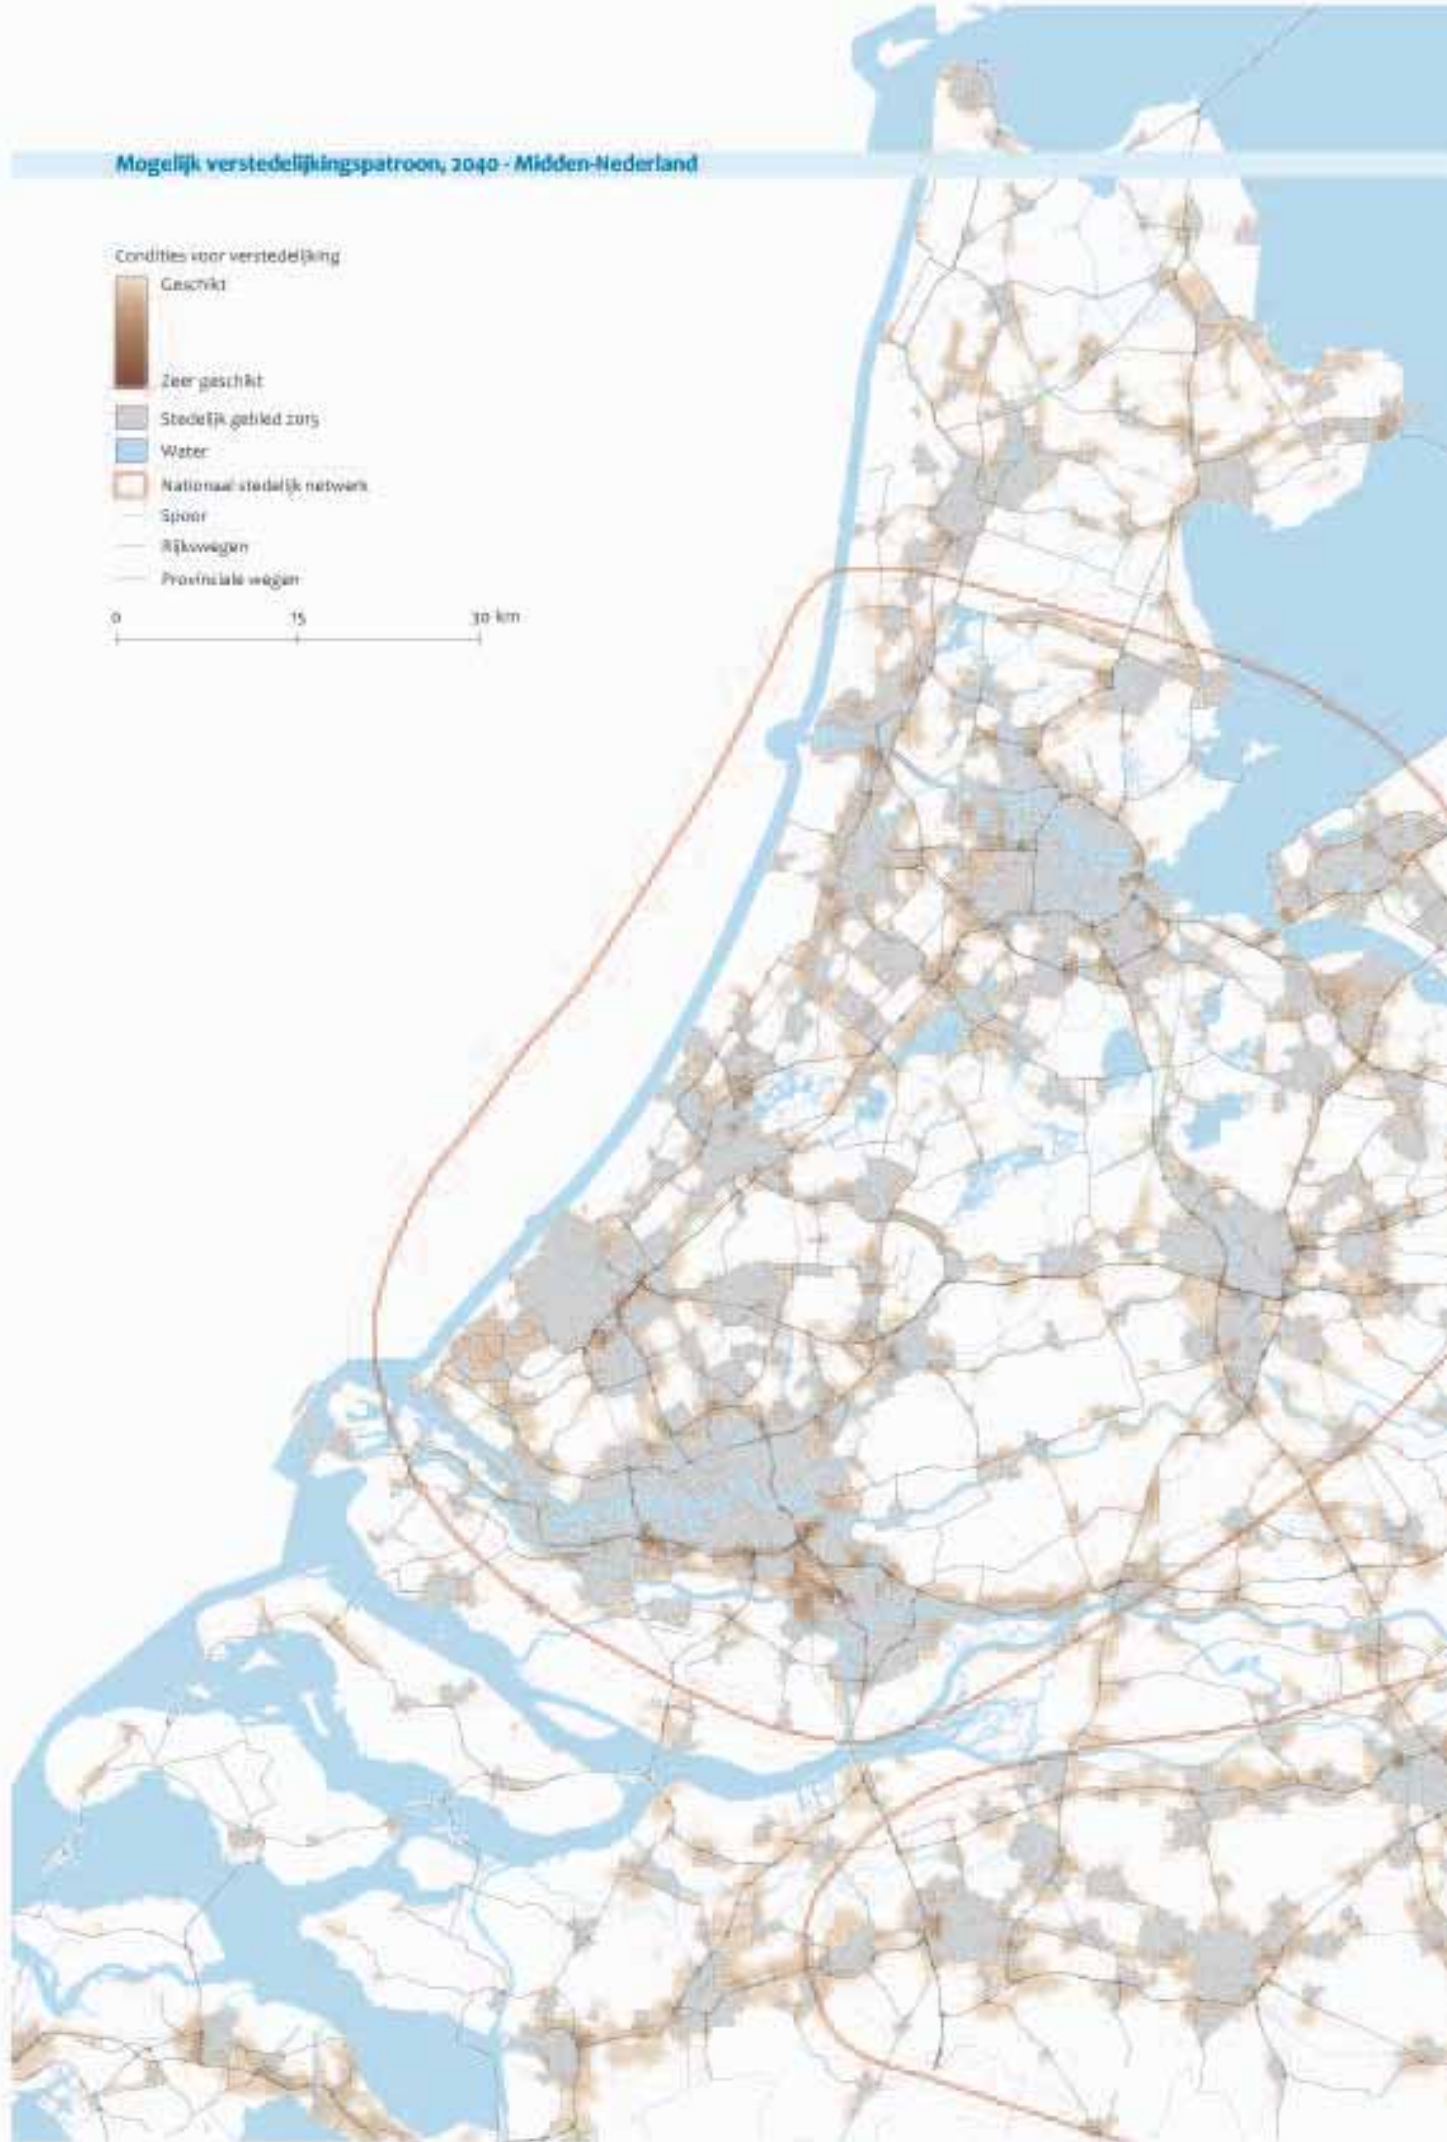 Mogelijk verstedelijkingspatroon, 2040 - Midden-Nederland
Condities voor verstedelijking
Geschikt
Zeer geschikt
Stedelijk gebied 2015
Water
Nationaal stedelijk netwerk
Spoor
Rijkswegen
Provinciale wegen
0 15 30 km